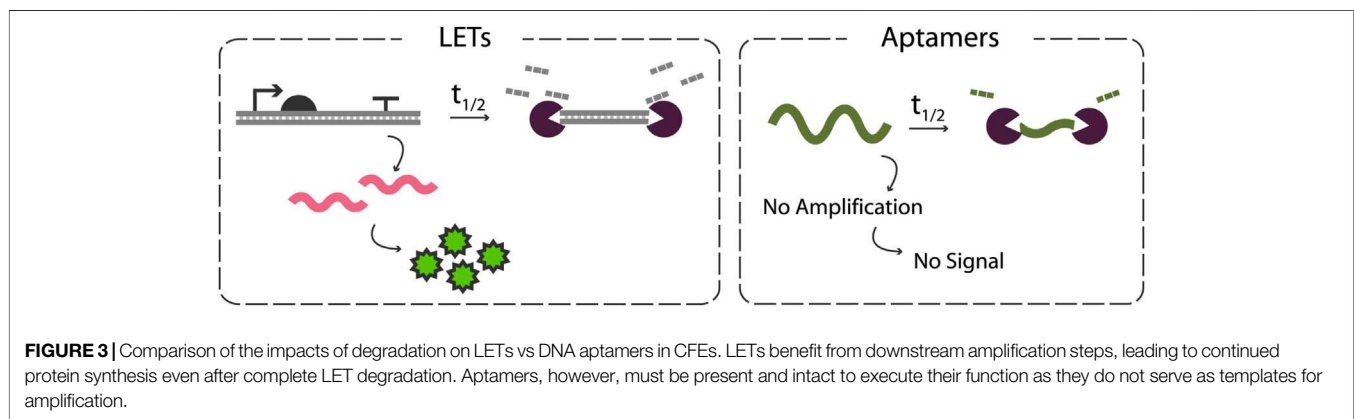 LETs
t1/2
Aptamers
t1/2
No Amplification
No Signal
FIGURE 3 | Comparison of the impacts of degradation on LETs vs DNA aptamers in CFEs. LETs benefit from downstream amplification steps, leading to continued
protein synthesis even after complete LET degradation. Aptamers, however, must be present and intact to execute their function as they do not serve as templates for
amplification.